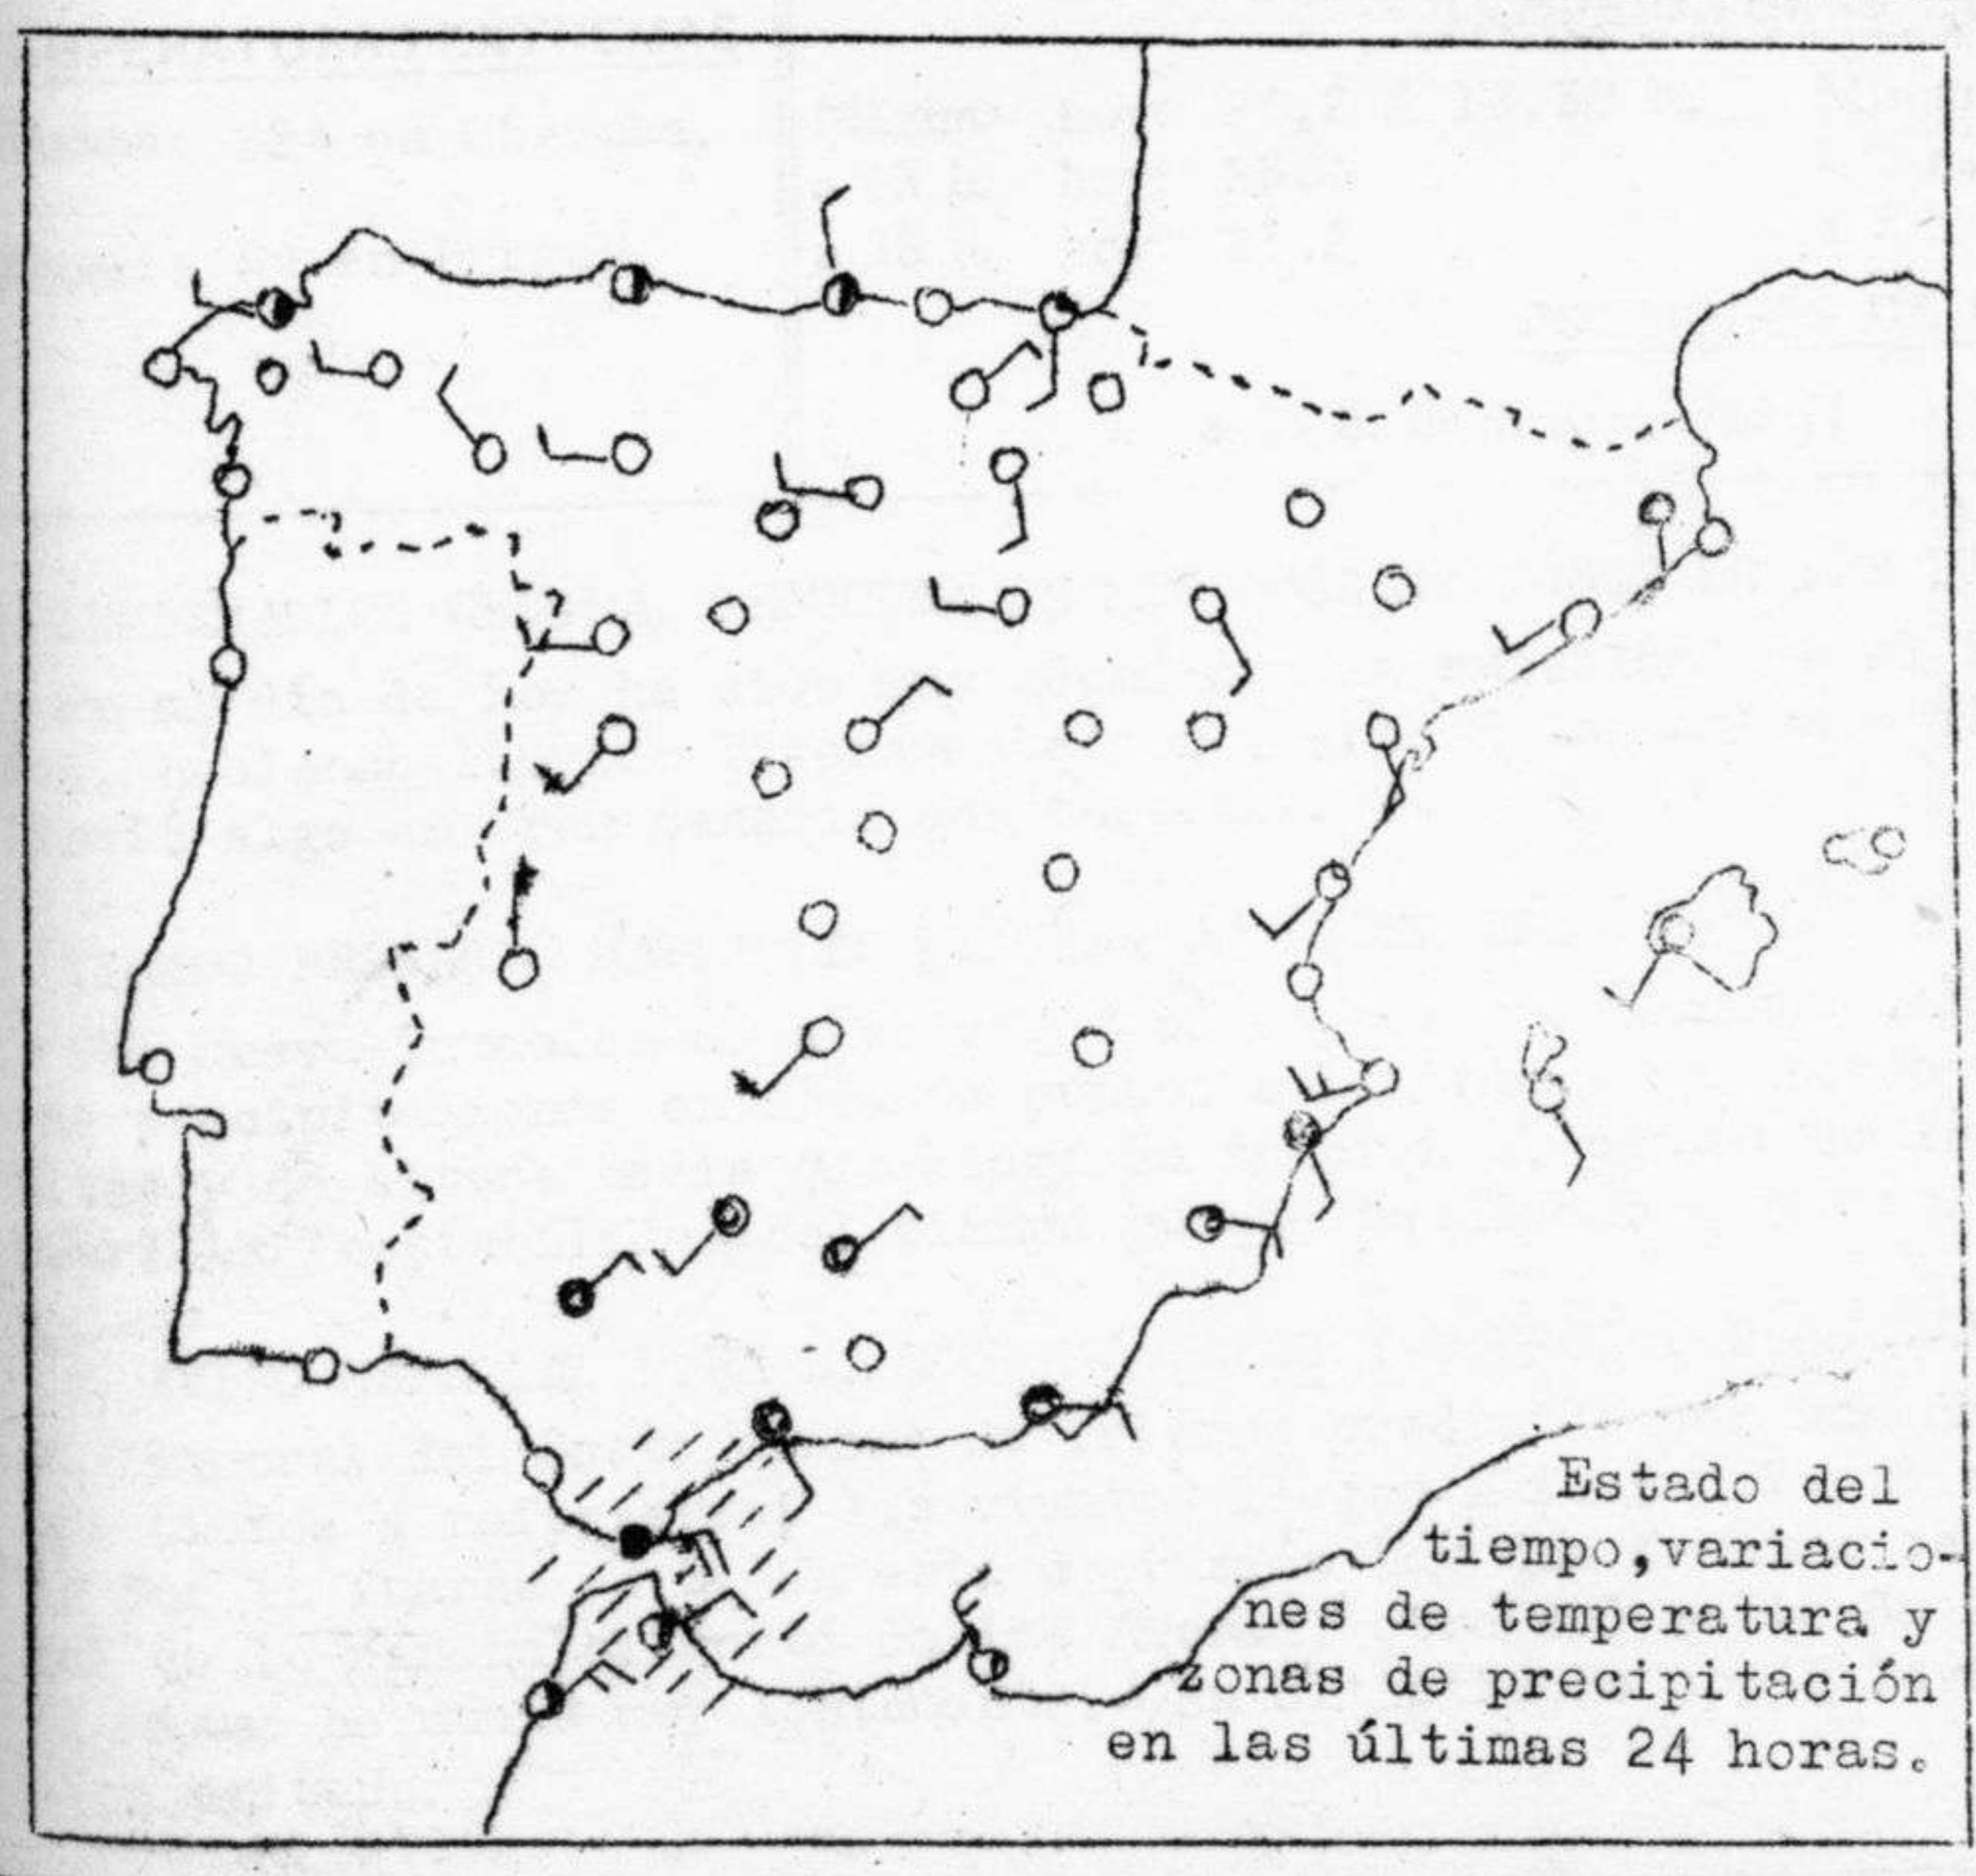 Estado del
tiempo,variacio-
nes de temperatura y
zonas de precipitación
en las últimas 24 horas.